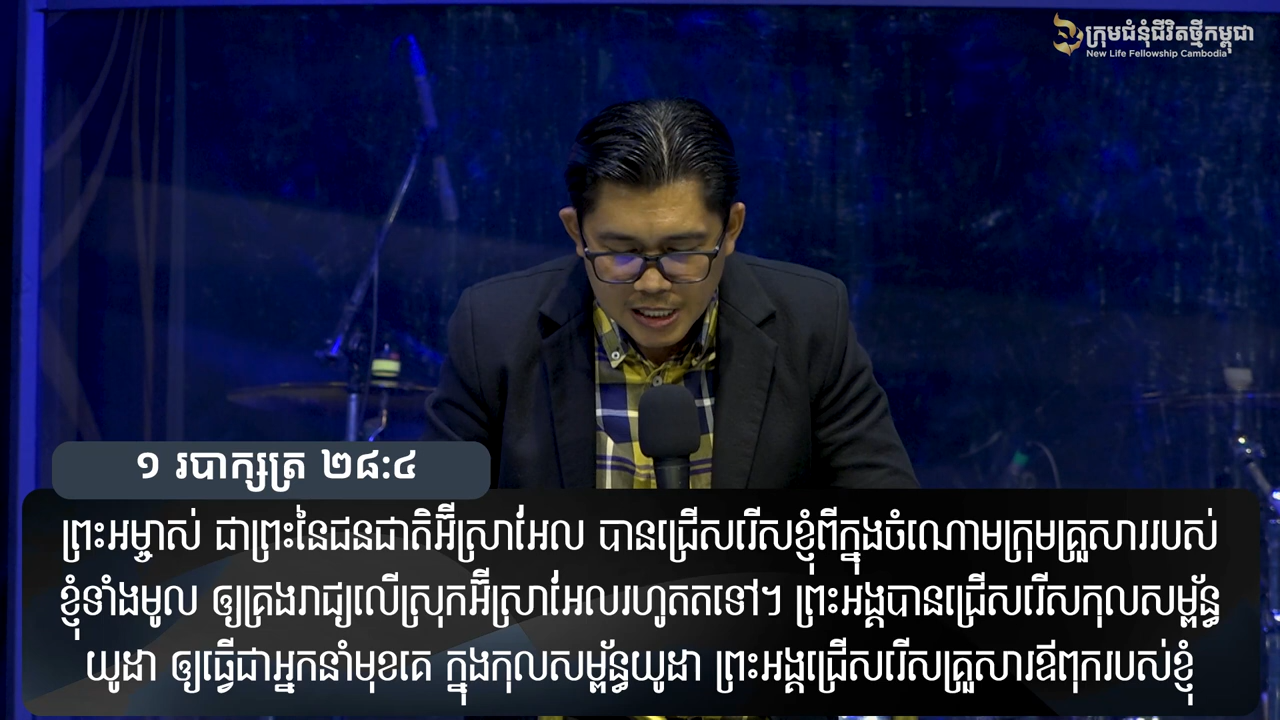 ក្រុមជំនុំជីវិតថ្មីកម្ពុជា
New Life Fellowship Cambodia
១ របាក្សត្រ ២៨:៤
ព្រះអម្ចាស់ ជាព្រះនៃជនជាតិអ៊ីស្រាអែល បានជ្រើសរើសខ្ញុំពីក្នុងចំណោមក្រុមគ្រួសាររបស់
ខ្ញុំទាំងមូល ឲ្យគ្រងរាជ្យលើស្រុកអ៊ីស្រាអែលរហូតតទៅ។ ព្រះអង្គបានជ្រើសរើសកុលសម្ព័ន្ធ
យូដា ឲ្យធ្វើជាអ្នកនាំមុខគេ ក្នុងកុលសម្ព័ន្ធយូដា ព្រះអង្គជ្រើសរើសគ្រួសារឪពុករបស់ខ្ញុំ